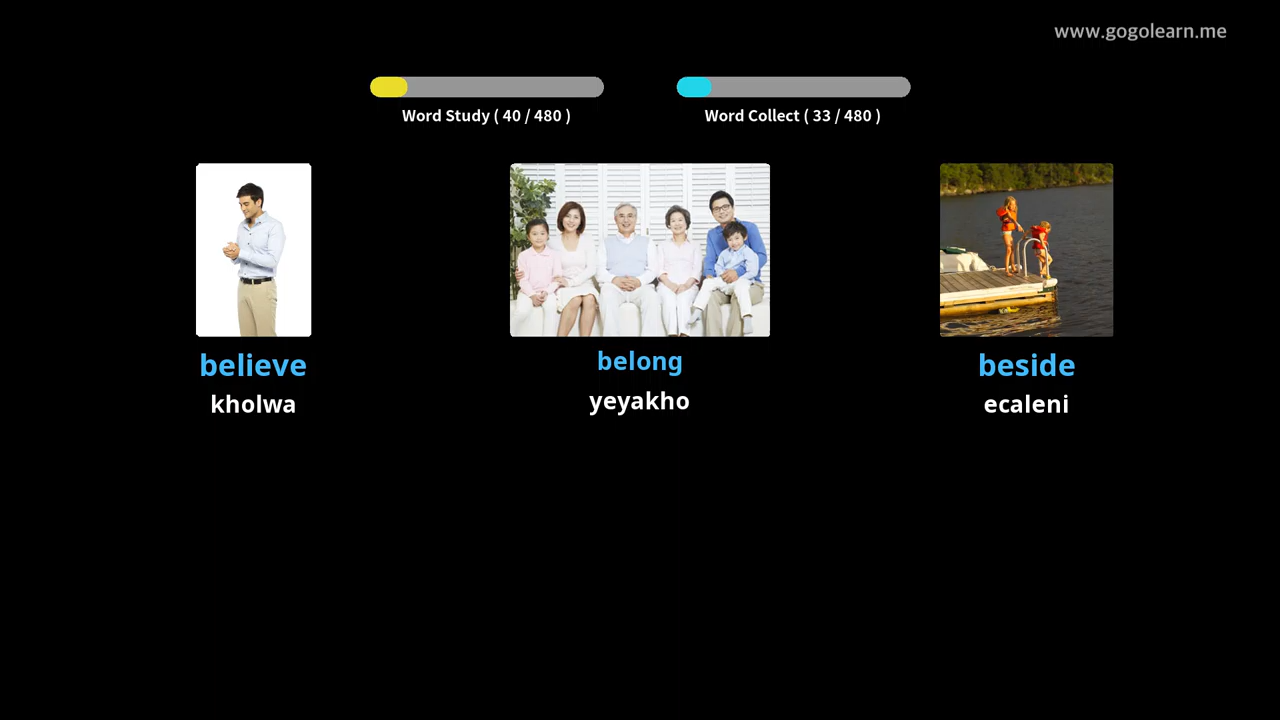 www.gogolearn.me
Word Study ( 40 / 480 )
Word Collect ( 33 / 480 )
believe
kholwa
belong
yeyakho
beside
ecaleni